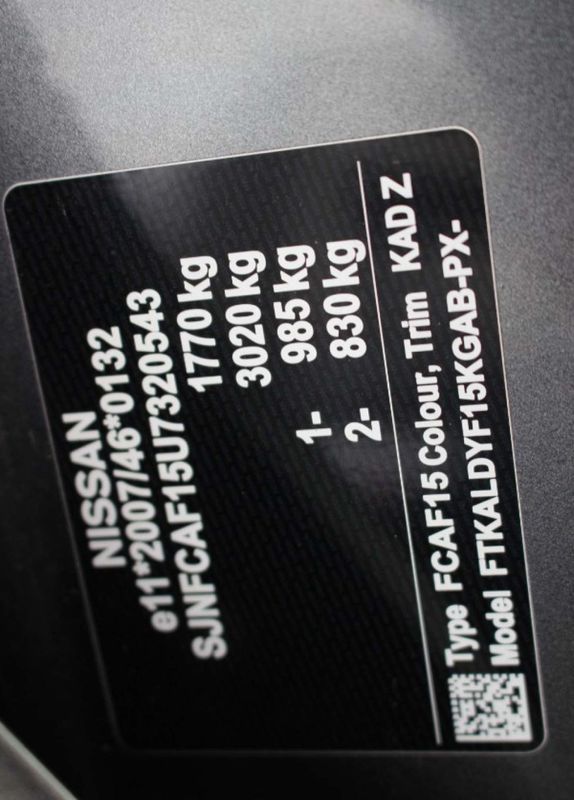 NISSAN
e11*2007/46*0132
SJNFCAF15U7320543
1770 kg
3020 kg
1- 985 kg
2- 830 kg
Type FCAF15 Colour, Trim KAD Z
Model FTKALDYF15KGAB-PX-